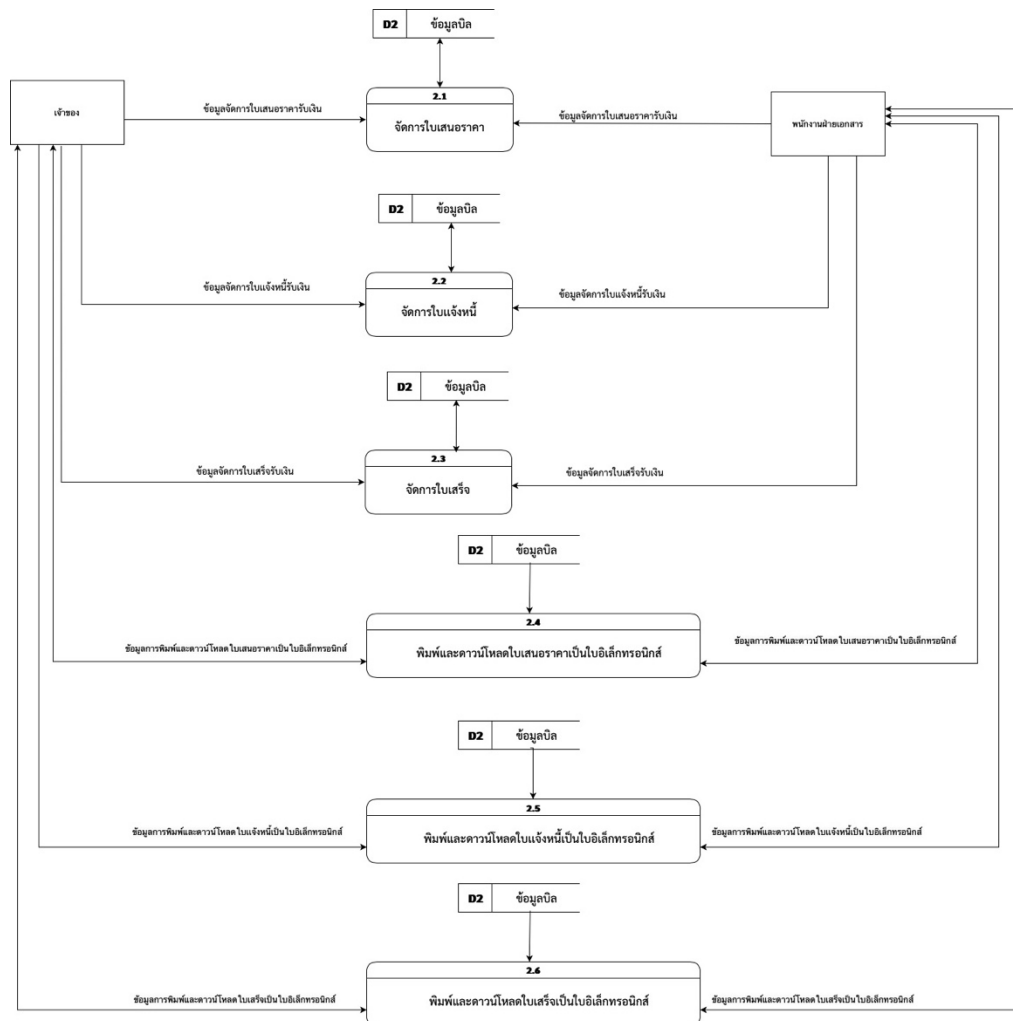 D2 ข้อมูลบิล
เจ้าของ
ข้อมูลจัดการใบเสนอราคารับเงิน
2.1
จัดการใบเสนอราคา
ข้อมูลจัดการใบเสนอราคารับเงิน
พนักงานฝ่ายเอกสาร
D2 ข้อมูลบิล
ข้อมูลจัดการใบแจ้งหนี้รับเงิน
2.2
จัดการใบแจ้งหนี้
ข้อมูลจัดการใบแจ้งหนี้รับเงิน
D2 ข้อมูลบิล
ข้อมูลจัดการใบเสร็จรับเงิน
2.3
จัดการใบเสร็จ
ข้อมูลจัดการใบเสร็จรับเงิน
D2 ข้อมูลบิล
ข้อมูลการพิมพ์และดาวน์โหลดใบเสนอราคาเป็นใบอิเล็กทรอนิกส์
2.4
พิมพ์และดาวน์โหลดใบเสนอราคาเป็นใบอิเล็กทรอนิกส์
ข้อมูลการพิมพ์และดาวน์โหลดใบเสนอราคาเป็นใบอิเล็กทรอนิกส์
D2 ข้อมูลบิล
ข้อมูลการพิมพ์และดาวน์โหลดใบแจ้งหนี้เป็นใบอิเล็กทรอนิกส์
2.5
พิมพ์และดาวน์โหลดใบแจ้งหนี้เป็นใบอิเล็กทรอนิกส์
ข้อมูลการพิมพ์และดาวน์โหลดใบแจ้งหนี้เป็นใบอิเล็กทรอนิกส์
D2 ข้อมูลบิล
ข้อมูลการพิมพ์และดาวน์โหลดใบเสร็จเป็นใบอิเล็กทรอนิกส์
2.6
พิมพ์และดาวน์โหลดใบเสร็จเป็นใบอิเล็กทรอนิกส์
ข้อมูลการพิมพ์และดาวน์โหลดใบเสร็จเป็นใบอิเล็กทรอนิกส์